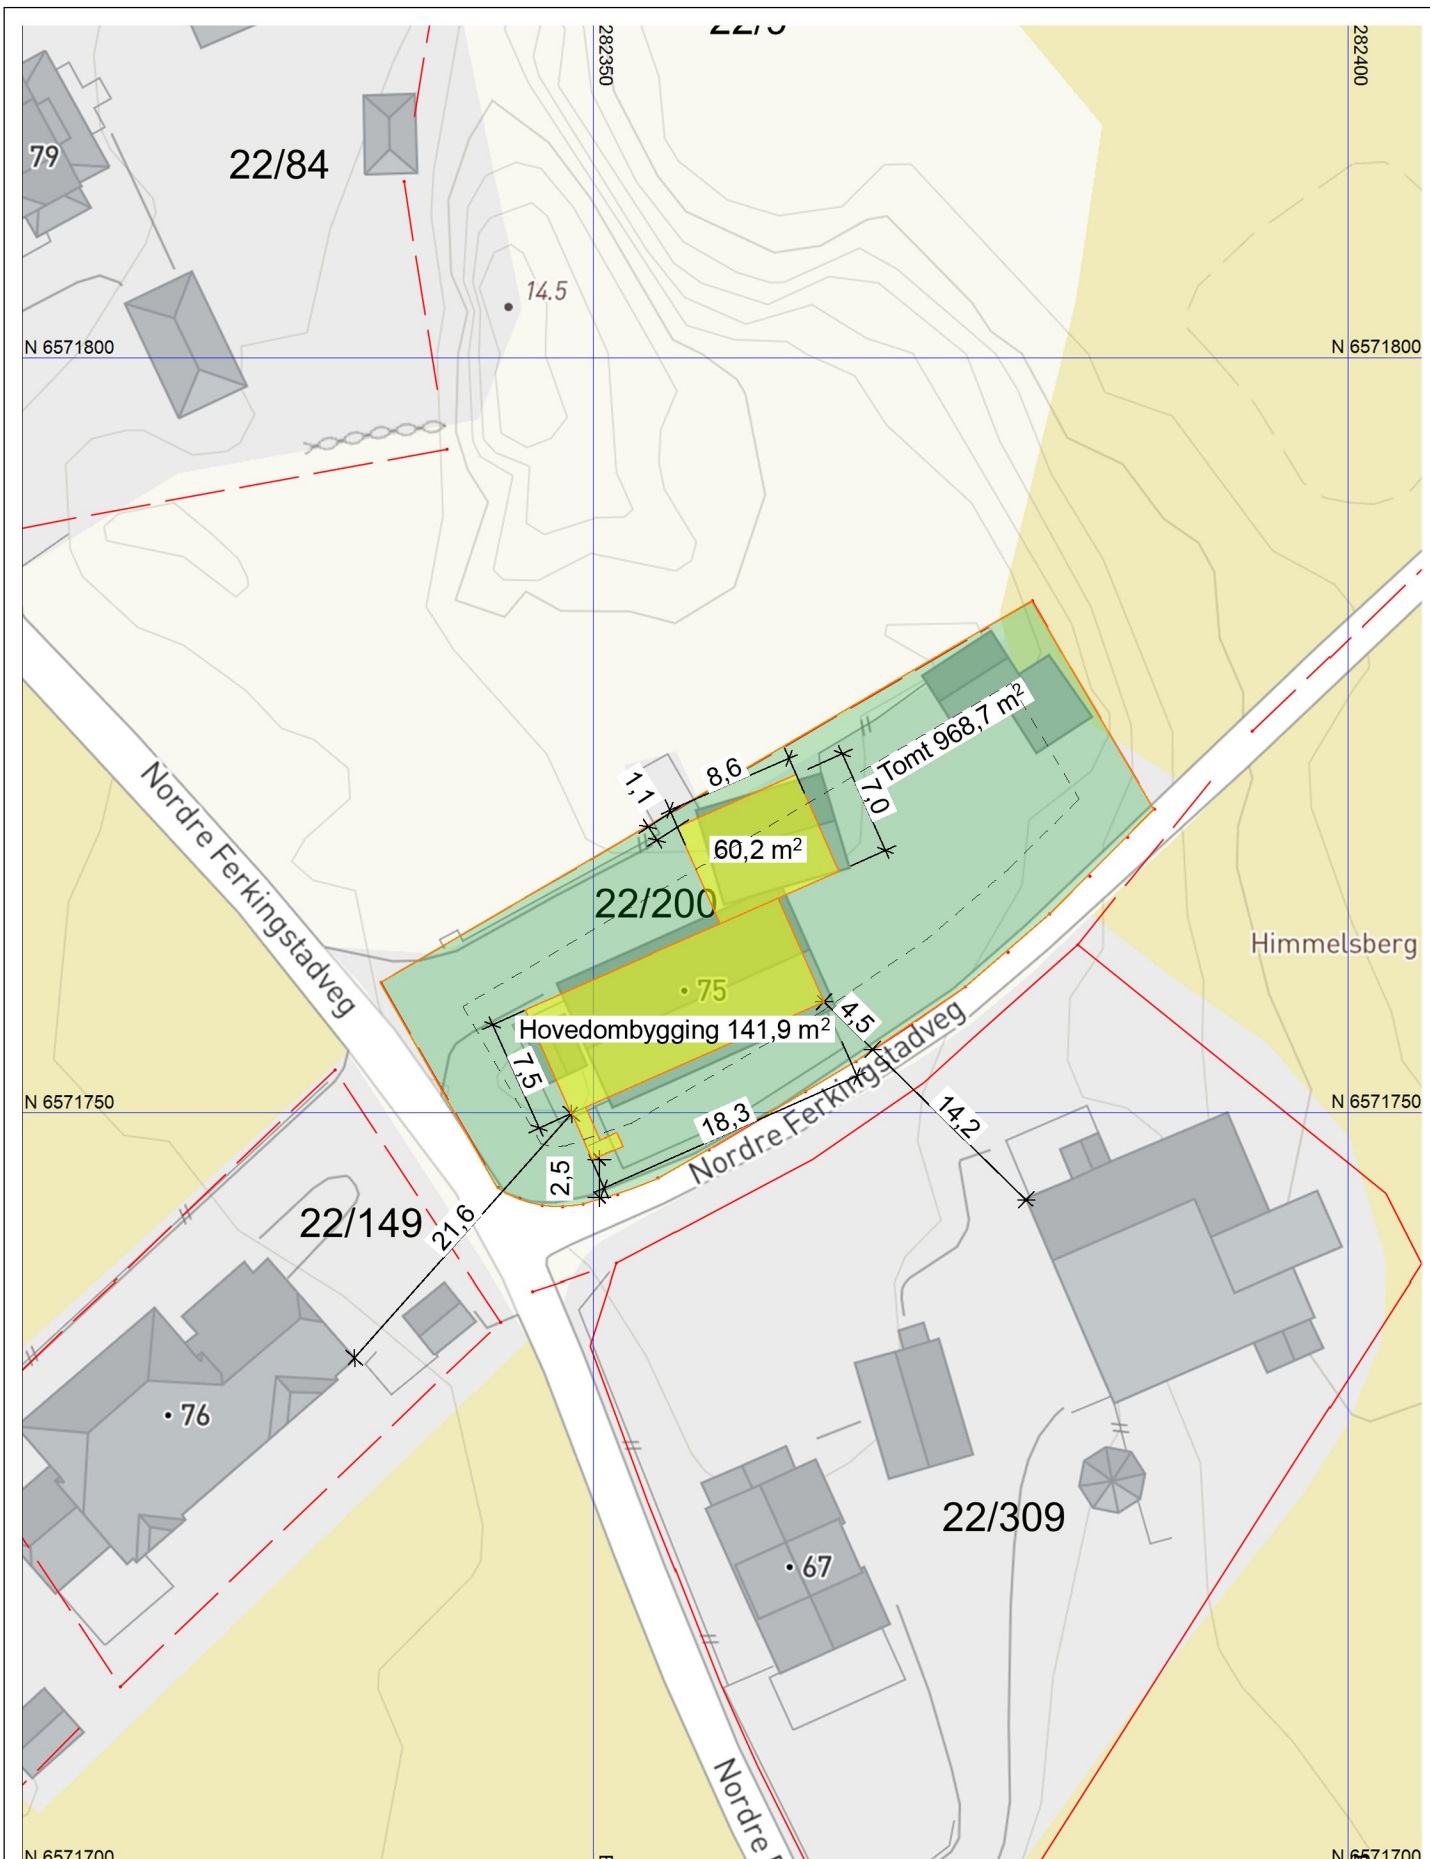 282350
282400
79
22/84
14.5
N 6571800
N 6571800
Nordre Ferkingstadveg
Tomt 968,7 m²
1,1
8,6
7,0
60,2 m²
22/200
Himmelsberg
75
4,5
Hovedombygging 141,9 m²
7,5
N 6571750
N 6571750
18,3
14,2
Nordre Ferkingstadveg
2,5
22/149
21,6
76
22/309
67
Nordre
N 6571700
N 6571700